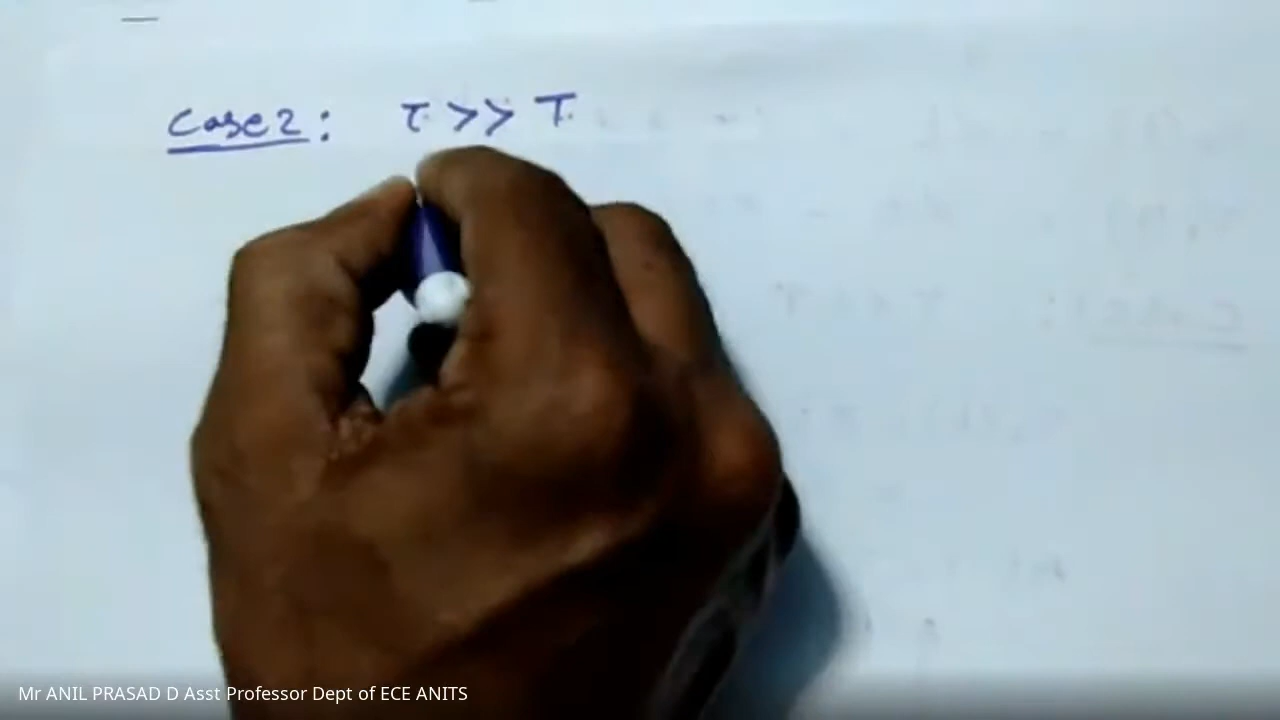 Case 2: τ >> T
Mr ANIL PRASAD D Asst Professor Dept of ECE ANITS